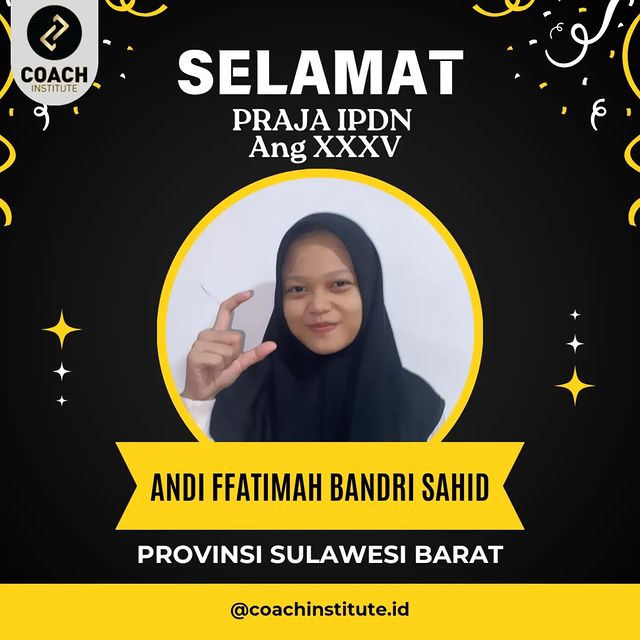 COACH
INSTITUTE
SELAMAT
PRAJA IPDN
Ang XXXV
ANDI FFATIMAH BANDRI SAHID
PROVINSI SULAWESI BARAT
@coachinstitute.id